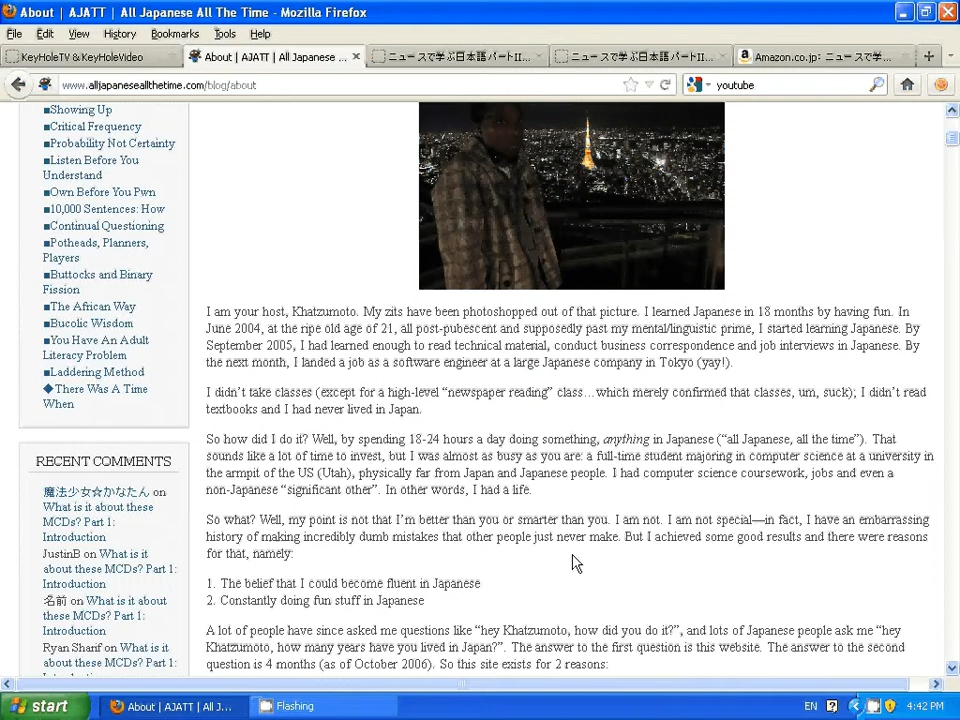 About | AJATT | All Japanese All The Time - Mozilla Firefox
File Edit View History Bookmarks Tools Help
KeyHoleTV & KeyHoleVideo
About | AJATT | All Japanese ...
ニュースで学ぶ日本語パートII...
ニュースで学ぶ日本語パートII...
Amazon.co.jp: ニュースで学...
www.alljapaneseallthetime.com/blog/about
youtube
■Showing Up
■Critical Frequency
■Probability Not Certainty
■Listen Before You
Understand
■Own Before You Pwn
■10,000 Sentences: How
■Continual Questioning
■Potheads, Planners,
Players
■Buttocks and Binary
Fission
■The African Way
■Bucolic Wisdom
■You Have An Adult
Literacy Problem
■Laddering Method
◆There Was A Time
When
RECENT COMMENTS
魔法少女☆かなたん on
What is it about
these MCDs? Part 1:
Introduction
JustinB on What is it
about these MCDs? Part 1:
Introduction
名前 on What is it about
these MCDs? Part 1:
Introduction
Ryan Sharif on What is it
about these MCDs? Part 1:
I am your host, Khatzumoto. My zits have been photoshopped out of that picture. I learned Japanese in 18 months by having fun. In
June 2004, at the ripe old age of 21, all post-pubescent and supposedly past my mental/linguistic prime, I started learning Japanese. By
September 2005, I had learned enough to read technical material, conduct business correspondence and job interviews in Japanese. By
the next month, I landed a job as a software engineer at a large Japanese company in Tokyo (yay!).
I didn't take classes (except for a high-level “newspaper reading” class…which merely confirmed that classes, um, suck); I didn't read
textbooks and I had never lived in Japan.
So how did I do it? Well, by spending 18-24 hours a day doing something, anything in Japanese (“all Japanese, all the time”). That
sounds like a lot of time to invest, but I was almost as busy as you are: a full-time student majoring in computer science at a university in
the armpit of the US (Utah), physically far from Japan and Japanese people. I had computer science coursework, jobs and even a
non-Japanese “significant other”. In other words, I had a life.
So what? Well, my point is not that I'm better than you or smarter than you. I am not. I am not special—in fact, I have an embarrassing
history of making incredibly dumb mistakes that other people just never make. But I achieved some good results and there were reasons
for that, namely:
1. The belief that I could become fluent in Japanese
2. Constantly doing fun stuff in Japanese
A lot of people have since asked me questions like “hey Khatzumoto, how did you do it?”, and lots of Japanese people ask me “hey
Khatzumoto, how many years have you lived in Japan?”. The answer to the first question is this website. The answer to the second
question is 4 months (as of October 2006). So this site exists for 2 reasons:
start
About | AJATT | All J...
Flashing
EN
4:42 PM